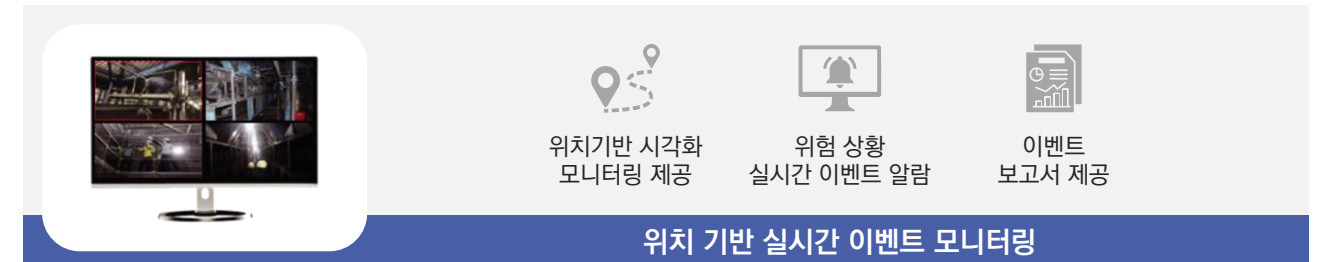 위치기반 시각화
모니터링 제공
위험 상황
실시간 이벤트 알람
이벤트
보고서 제공
위치 기반 실시간 이벤트 모니터링